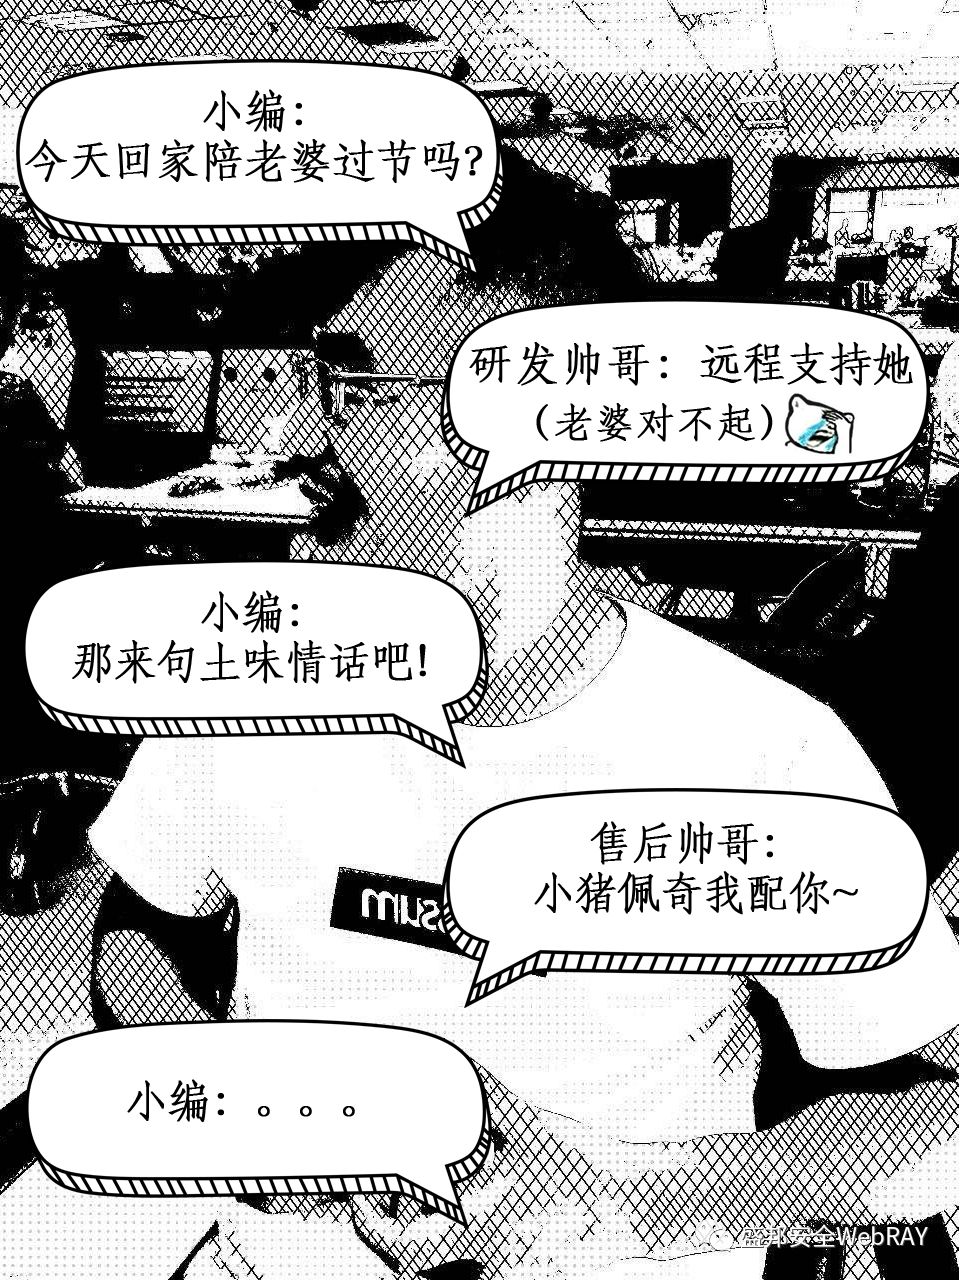 小编：
今天回家陪老婆过节吗?
研发帅哥：远程支持她
(老婆对不起)
小编：
那来句土味情话吧!
售后帅哥：
小猪佩奇我配你~
小编：。。。
盛邦安全WebRAY